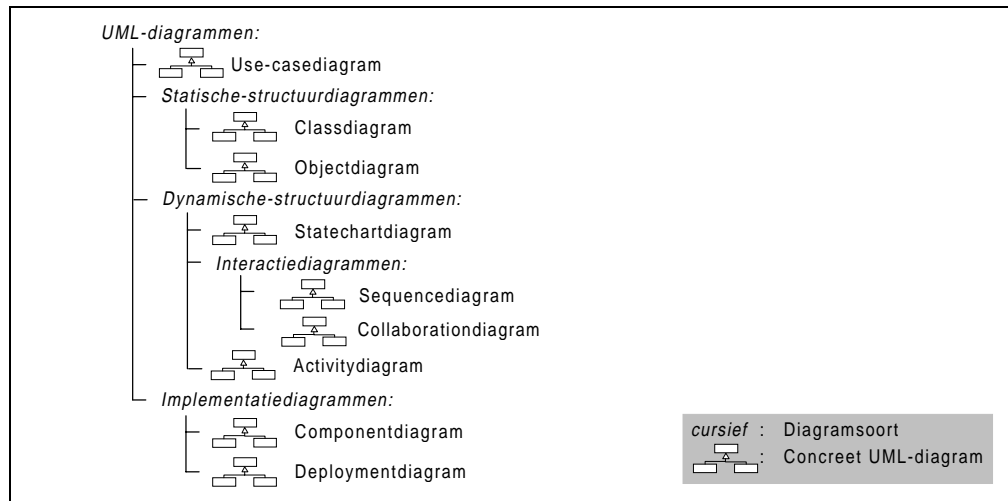 UML-diagrammen:
Use-casediagram
Statische-structuurdiagrammen:
Classdiagram
Objectdiagram
Dynamische-structuurdiagrammen:
Statechartdiagram
Interactiediagrammen:
Sequencediagram
Collaborationdiagram
Activitydiagram
Implementatiediagrammen:
Componentdiagram
Deploymentdiagram
cursief : Diagramsoort
: Concreet UML-diagram